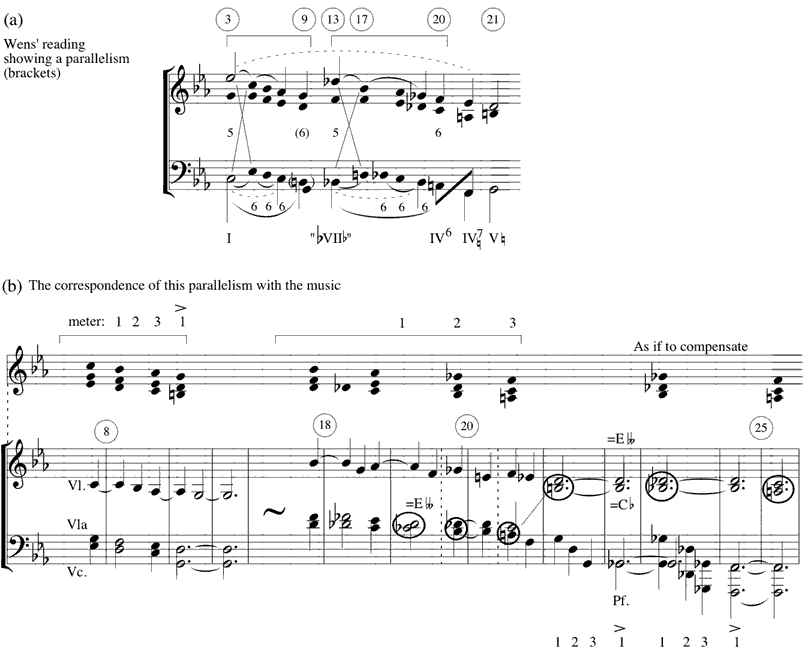 (a)
3 9 13 17 20 21
Wens' reading
showing a parallelism
(brackets)
5 (6) 5 6
6 6 6 6 6 6
I "♭VII♭" IV6 IV7♮ V♮
(b) The correspondence of this parallelism with the music
meter: 1 2 3 1 1 2 3
>
As if to compensate
8 18 20 25
=E𝄫
Vl.
=E𝄫 =C♭
Vla
~
Vc.
Pf.
> >
1 2 3 1 1 2 3 1